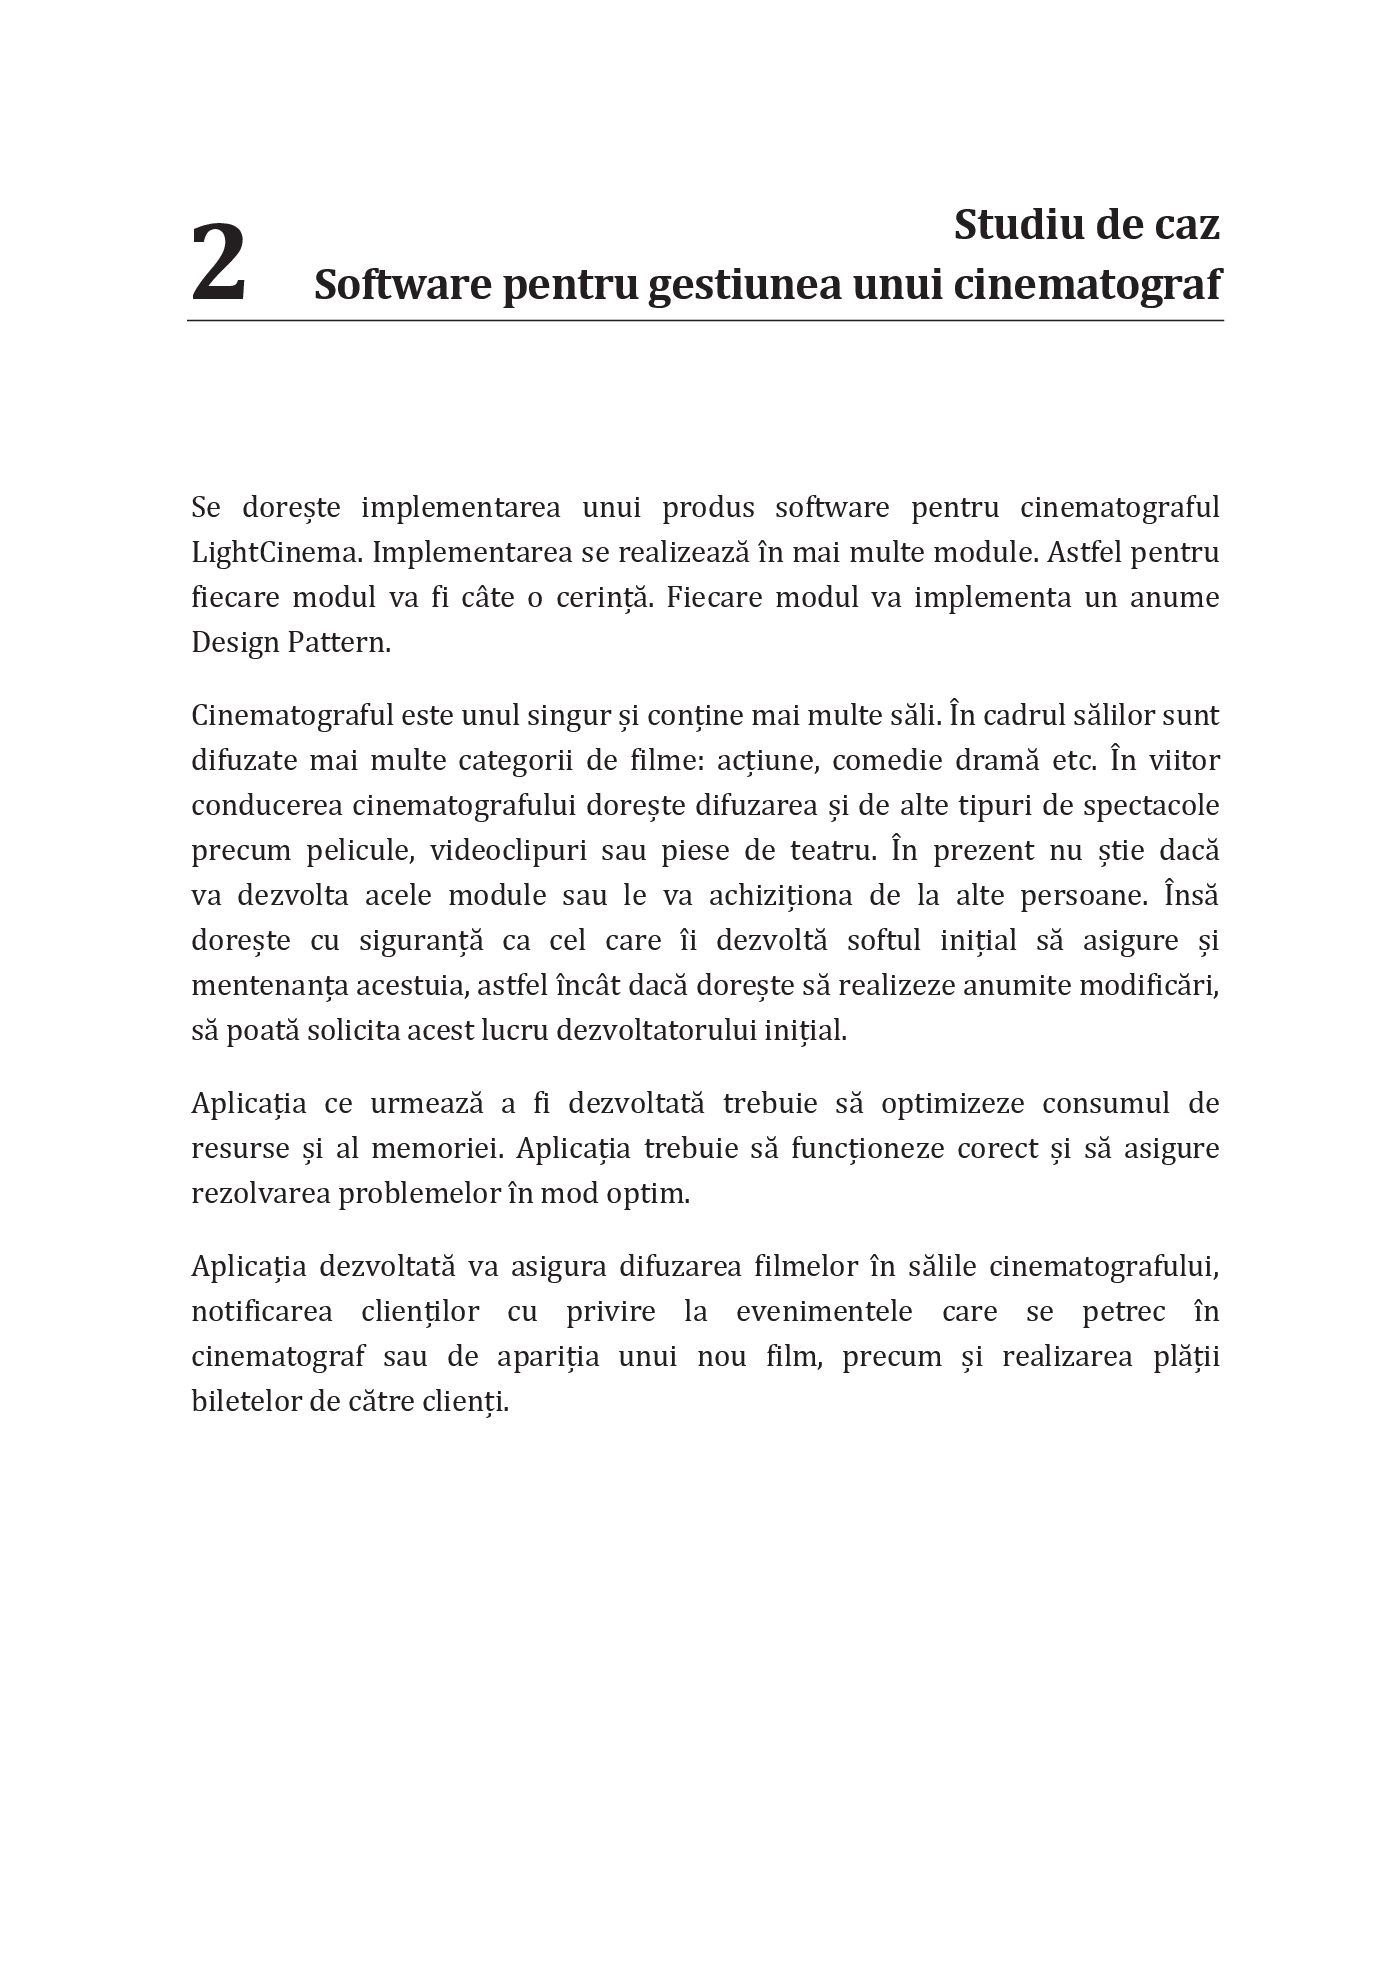 2
Studiu de caz
Software pentru gestiunea unui cinematograf
Se dorește implementarea unui produs software pentru cinematograful
LightCinema. Implementarea se realizează în mai multe module. Astfel pentru
fiecare modul va fi câte o cerință. Fiecare modul va implementa un anume
Design Pattern.
Cinematograful este unul singur și conține mai multe săli. În cadrul sălilor sunt
difuzate mai multe categorii de filme: acțiune, comedie dramă etc. În viitor
conducerea cinematografului dorește difuzarea și de alte tipuri de spectacole
precum pelicule, videoclipuri sau piese de teatru. În prezent nu știe dacă
va dezvolta acele module sau le va achiziționa de la alte persoane. Însă
dorește cu siguranță ca cel care îi dezvoltă softul inițial să asigure și
mentenanța acestuia, astfel încât dacă dorește să realizeze anumite modificări,
să poată solicita acest lucru dezvoltatorului inițial.
Aplicația ce urmează a fi dezvoltată trebuie să optimizeze consumul de
resurse și al memoriei. Aplicația trebuie să funcționeze corect și să asigure
rezolvarea problemelor în mod optim.
Aplicația dezvoltată va asigura difuzarea filmelor în sălile cinematografului,
notificarea clienților cu privire la evenimentele care se petrec în
cinematograf sau de apariția unui nou film, precum și realizarea plății
biletelor de către clienți.